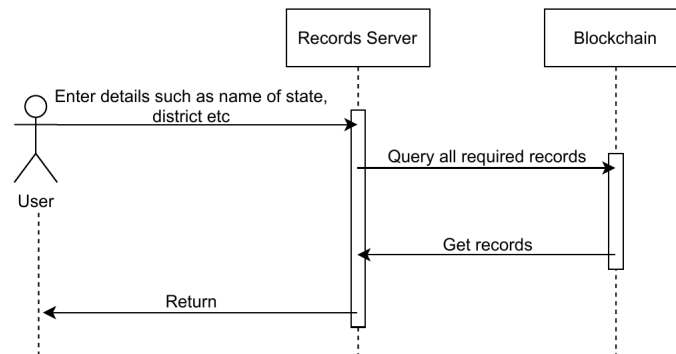 Records Server
Blockchain
Enter details such as name of state,
district etc
Query all required records
User
Get records
Return